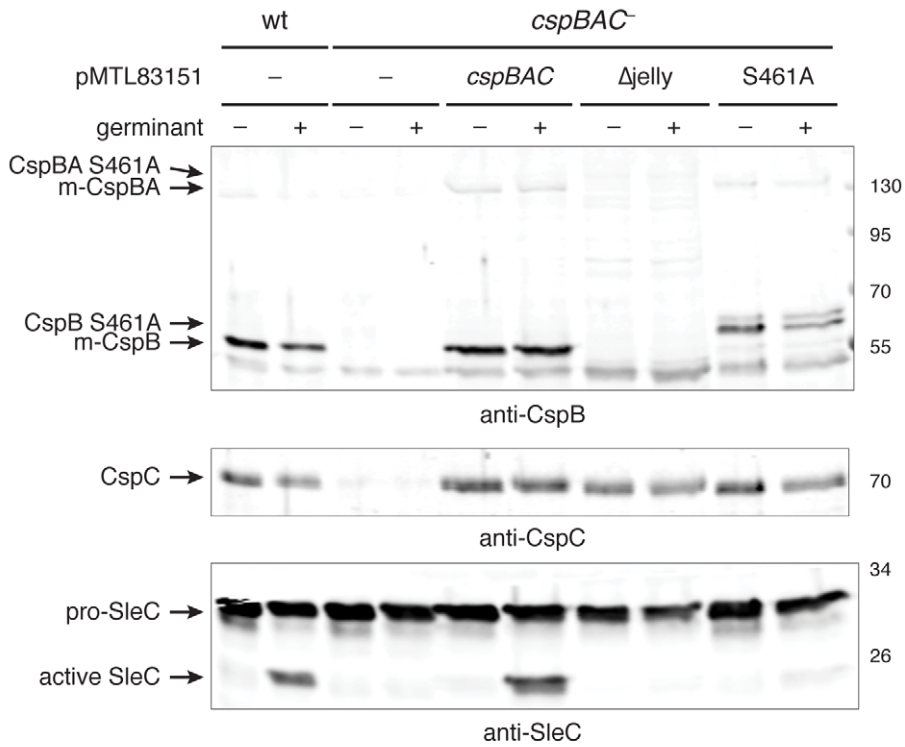 wt cspBAC⁻
pMTL83151 – – cspBAC Δjelly S461A
germinant – + – + – + – + – +
CspBA S461A
m-CspBA
130
95
70
CspB S461A
m-CspB
55
anti-CspB
CspC
70
anti-CspC
34
pro-SleC
26
active SleC
anti-SleC